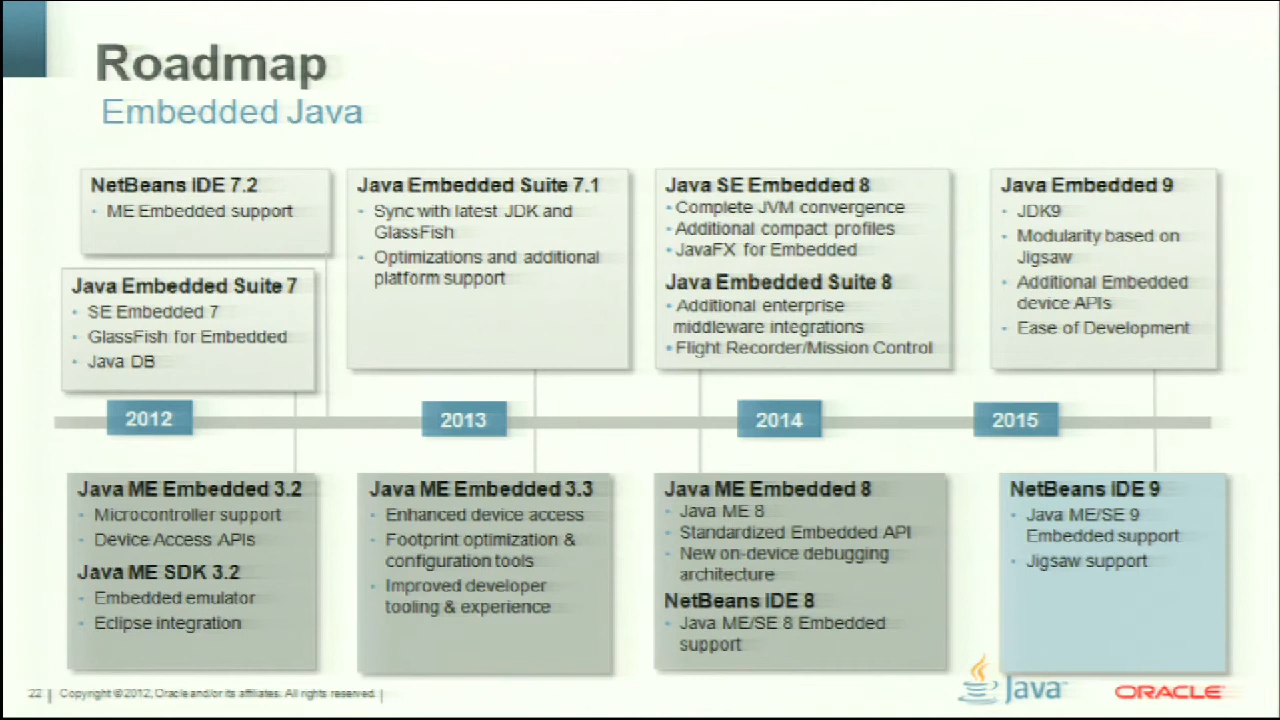 Roadmap
Embedded Java
NetBeans IDE 7.2
• ME Embedded support
Java Embedded Suite 7
• SE Embedded 7
• GlassFish for Embedded
• Java DB
Java Embedded Suite 7.1
• Sync with latest JDK and
GlassFish
• Optimizations and additional
platform support
Java SE Embedded 8
• Complete JVM convergence
• Additional compact profiles
• JavaFX for Embedded
Java Embedded Suite 8
• Additional enterprise
middleware integrations
• Flight Recorder/Mission Control
Java Embedded 9
• JDK9
• Modularity based on
Jigsaw
• Additional Embedded
device APIs
• Ease of Development
2012
2013
2014
2015
Java ME Embedded 3.2
• Microcontroller support
• Device Access APIs
Java ME SDK 3.2
• Embedded emulator
• Eclipse integration
Java ME Embedded 3.3
• Enhanced device access
• Footprint optimization &
configuration tools
• Improved developer
tooling & experience
Java ME Embedded 8
• Java ME 8
• Standardized Embedded API
• New on-device debugging
architecture
NetBeans IDE 8
• Java ME/SE 8 Embedded
support
NetBeans IDE 9
• Java ME/SE 9
Embedded support
• Jigsaw support
22 | Copyright © 2012, Oracle and/or its affiliates. All rights reserved. |
Java
ORACLE